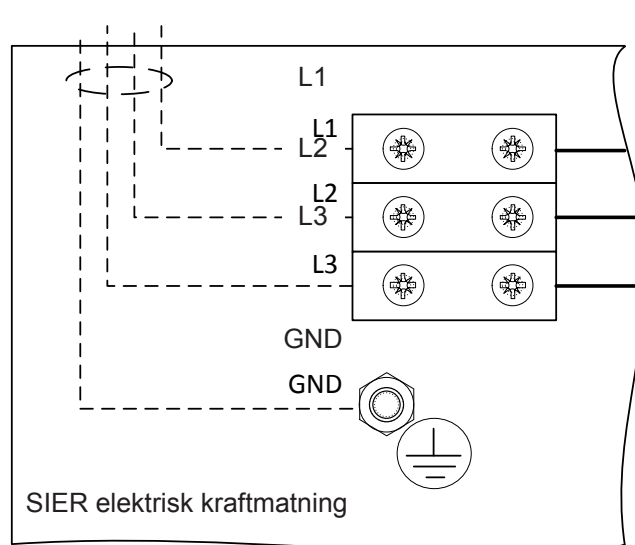 L1
L1
L2
L2
L3
L3
GND
GND
SIER elektrisk kraftmatning